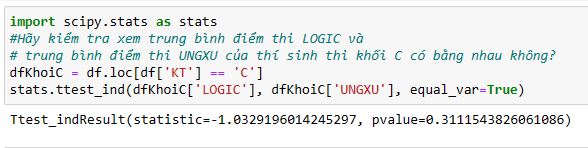 import scipy.stats as stats
#Hãy kiểm tra xem trung bình điểm thi LOGIC và
# trung bình điểm thi UNGXU của thí sinh thi khối C có bằng nhau không?
dfKhoiC = df.loc[df['KT'] == 'C']
stats.ttest_ind(dfKhoiC['LOGIC'], dfKhoiC['UNGXU'], equal_var=True)
Ttest_indResult(statistic=-1.0329196014245297, pvalue=0.3111543826061086)